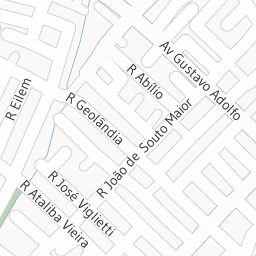 Av Gustavo Adolfo
R Abílio
R Eilem
R Geolândia
R João de Souto Maior
R José Viglietti
R Ataliba Vieira